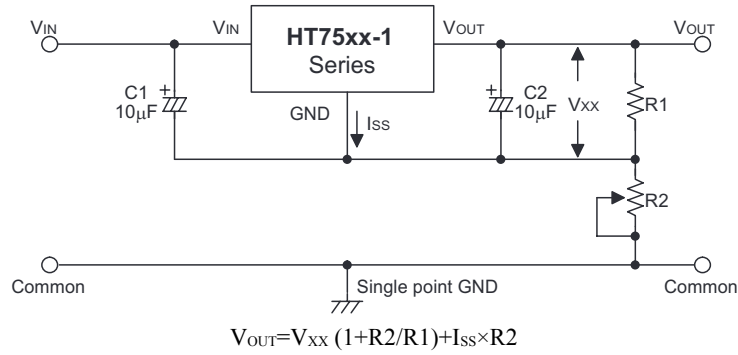 VIN VIN HT75xx-1 VOUT VOUT
Series
C1 10μF
GND ISS
C2 10μF
VXX
R1
R2
Common Single point GND Common
VOUT=VXX (1+R2/R1)+ISS×R2